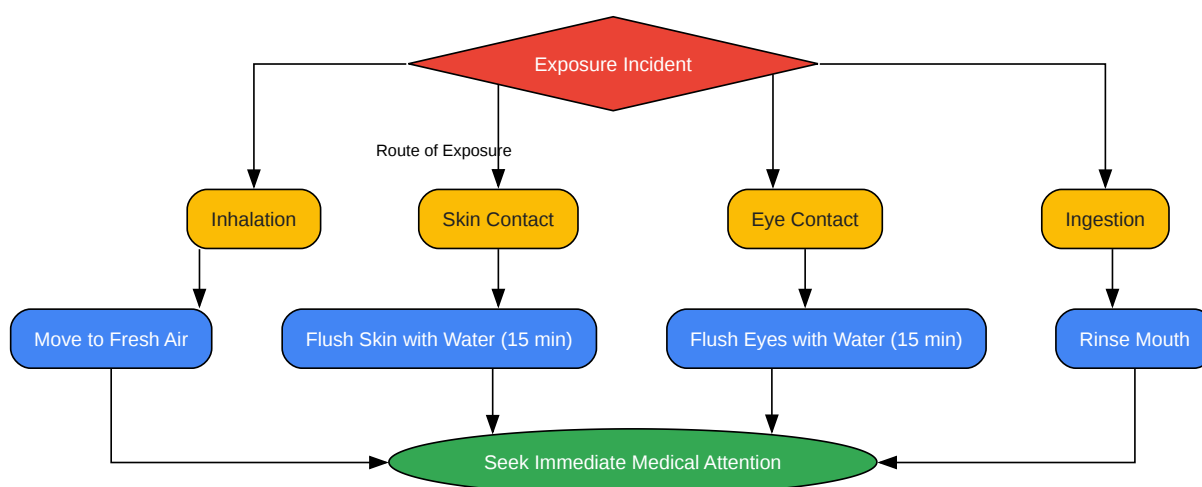 Exposure Incident
Route of Exposure
Inhalation
Skin Contact
Eye Contact
Ingestion
Move to Fresh Air
Flush Skin with Water (15 min)
Flush Eyes with Water (15 min)
Rinse Mouth
Seek Immediate Medical Attention